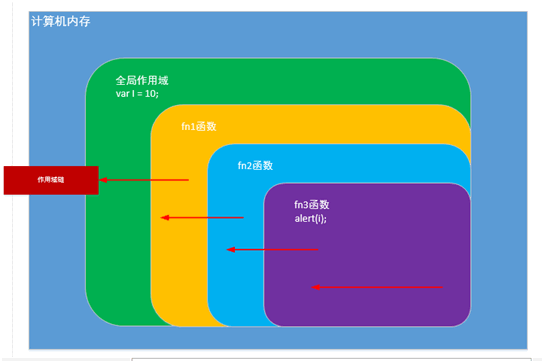 计算机内存
全局作用域
var I = 10;
fn1函数
fn2函数
作用域链
fn3函数
alert(i);